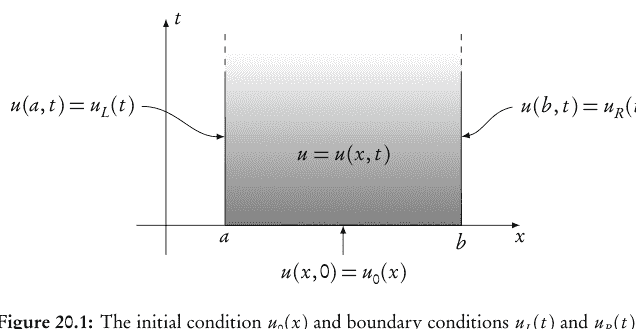 t
u(a,t)=u_L(t)
u(b,t)=u_R(
u=u(x,t)
a
b
x
u(x,0)=u_0(x)
Figure 20.1: The initial condition u_0(x) and boundary conditions u_L(t) and u_R(t)